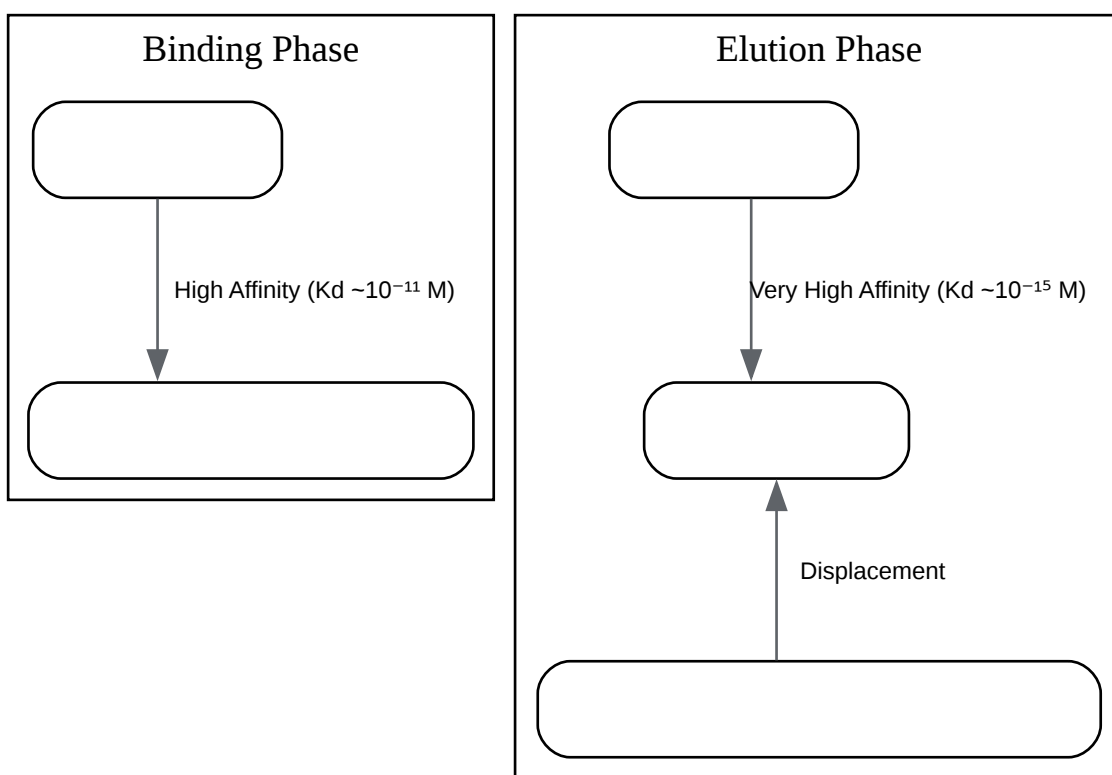 Binding Phase
High Affinity (Kd ~10⁻¹¹ M)
Elution Phase
Very High Affinity (Kd ~10⁻¹⁵ M)
Displacement